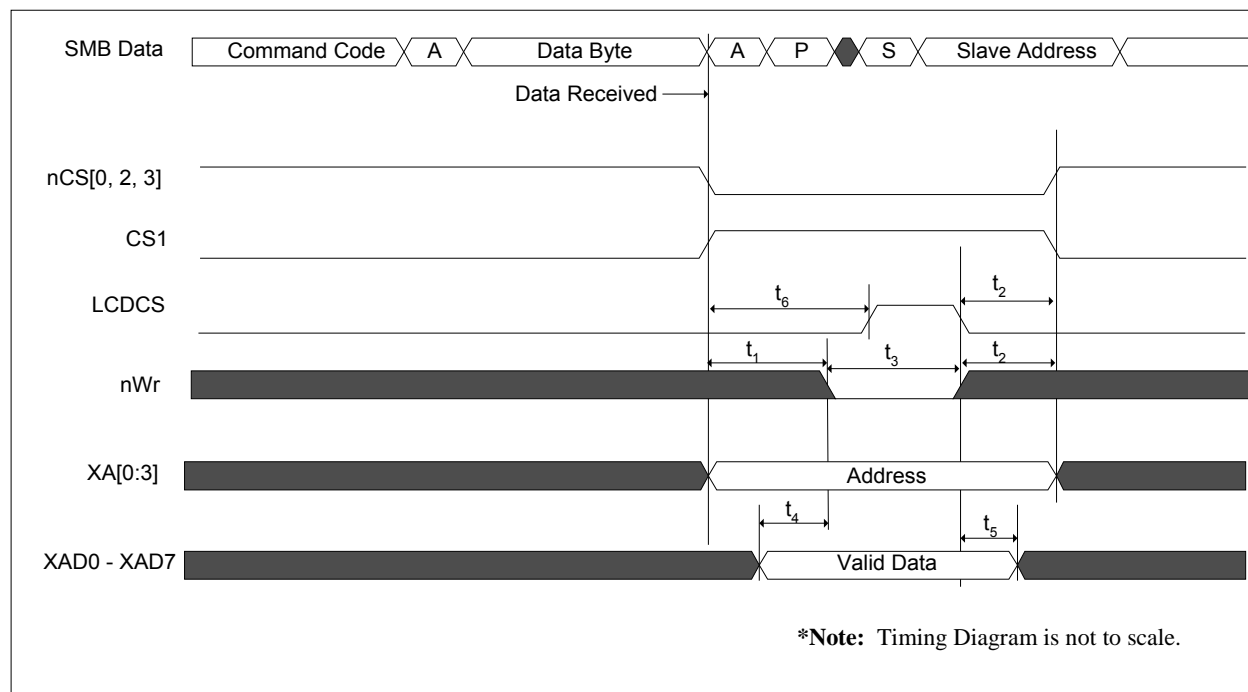 SMB Data Command Code A Data Byte A P S Slave Address
Data Received
nCS[0, 2, 3]
CS1
LCDCS t6 t2
nWr t1 t3 t2
XA[0:3] Address
t4 t5
XAD0 - XAD7 Valid Data
*Note: Timing Diagram is not to scale.